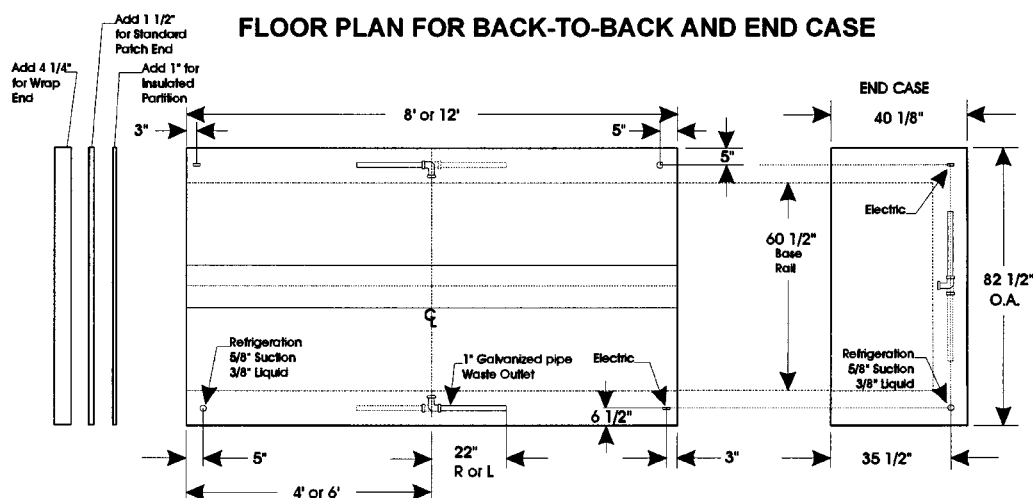 FLOOR PLAN FOR BACK-TO-BACK AND END CASE
Add 1 1/2"
for Standard
Patch End
Add 4 1/4"
for Wrap
End
Add 1" for
Insulated
Partition
8' or 12'
3"
5"
5"
END CASE
40 1/8"
Electric
60 1/2"
Base
Rail
82 1/2"
O.A.
CL
Refrigeration
5/8" Suction
3/8" Liquid
1" Galvanized pipe
Waste Outlet
Electric
Refrigeration
5/8" Suction
3/8" Liquid
6 1/2"
5"
22"
R or L
3"
35 1/2"
4' or 6'